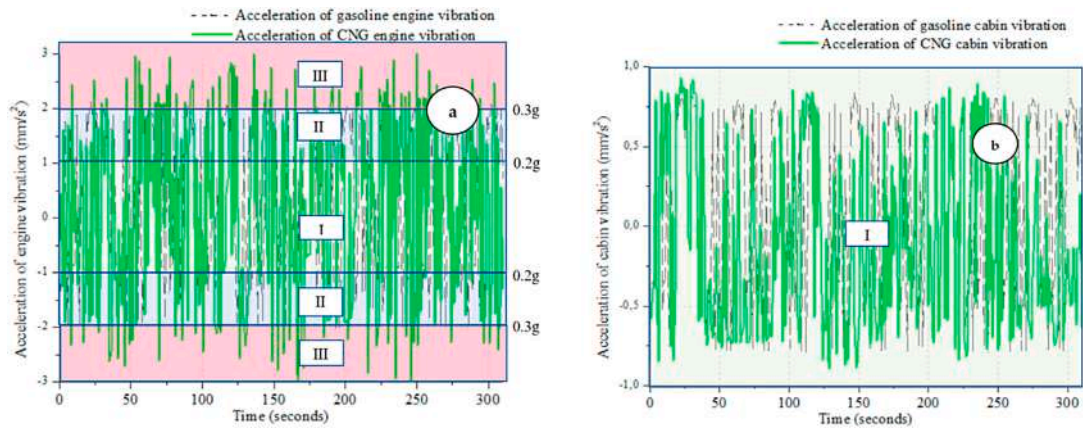 Acceleration of gasoline engine vibration
Acceleration of CNG engine vibration
Acceleration of engine vibration (mm/s²)
3
2
1
0
-1
-2
-3
III
II
I
II
III
a
0.3g
0.2g
0.2g
0.3g
0 50 100 150 200 250 300
Time (seconds)
Acceleration of gasoline cabin vibration
Acceleration of CNG cabin vibration
Acceleration of cabin vibration (mm/s²)
1,0
0,5
0,0
-0,5
-1,0
b
I
0 50 100 150 200 250 300
Time (seconds)